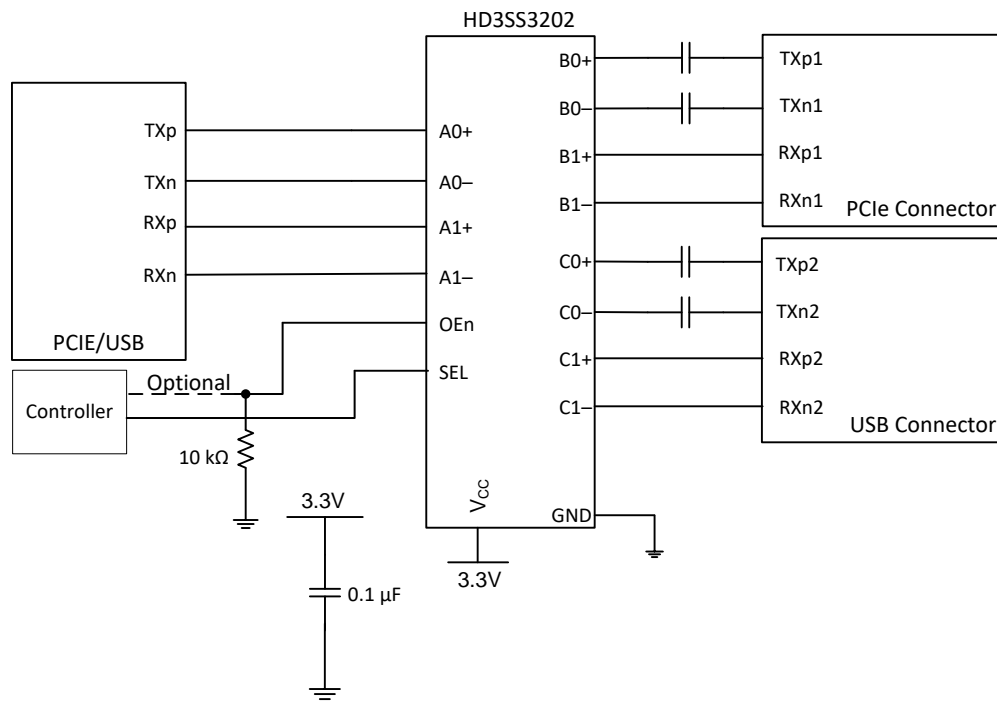 HD3SS3202
TXp
TXn
RXp
RXn
PCIE/USB
A0+
A0–
A1+
A1–
OEn
SEL
B0+
B0–
B1+
B1–
C0+
C0–
C1+
C1–
VCC
GND
TXp1
TXn1
RXp1
RXn1
PCIe Connector
TXp2
TXn2
RXp2
RXn2
USB Connector
Controller
Optional
10 kΩ
3.3V
0.1 µF
3.3V